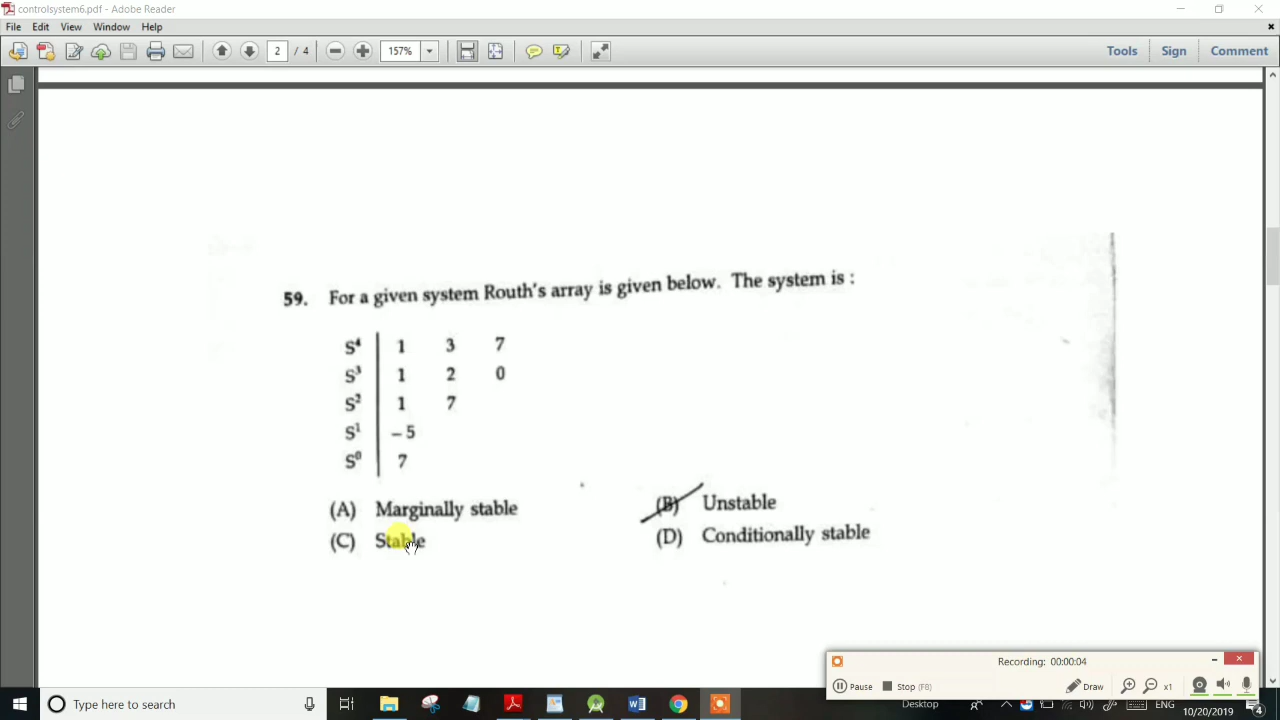 controlsystem6.pdf - Adobe Reader
File Edit View Window Help
2 / 4 157% Tools Sign Comment
59. For a given system Routh's array is given below. The system is :
S⁴ 1 3 7
S³ 1 2 0
S² 1 7
S¹ – 5
S⁰ 7
(A) Marginally stable (B) Unstable
(C) Stable (D) Conditionally stable
Recording: 00:00:04
Pause Stop (F8) Draw x1
Type here to search Desktop ENG 10/20/2019 4